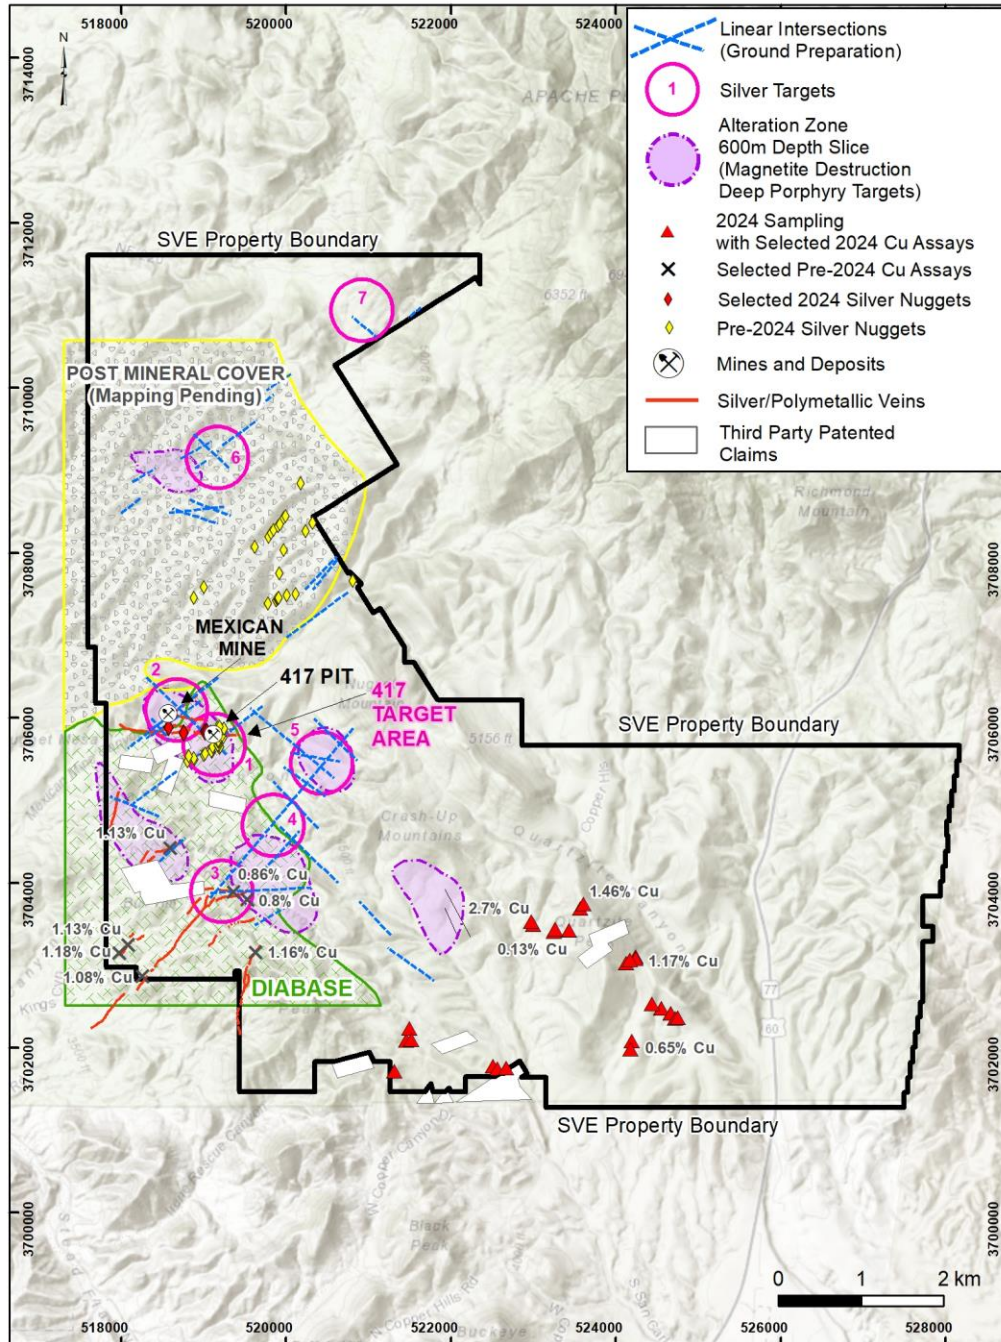 518000
520000
522000
524000
Linear Intersections
(Ground Preparation)
1
Silver Targets
Alteration Zone
600m Depth Slice
(Magnetite Destruction
Deep Porphyry Targets)
2024 Sampling
with Selected 2024 Cu Assays
Selected Pre-2024 Cu Assays
Selected 2024 Silver Nuggets
Pre-2024 Silver Nuggets
Mines and Deposits
Silver/Polymetallic Veins
Third Party Patented
Claims
N
3714000
APACHE
3712000
SVE Property Boundary
6352 ft
7
3710000
POST MINERAL COVER
(Mapping Pending)
6
Richmond
Mountain
3708000
3708000
MEXICAN
MINE
2
417 PIT
417
TARGET
AREA
Mountain
3706000
3706000
SVE Property Boundary
5156 ft
5
1
Crash-Up
Mountains
4
1.13% Cu
3
0.86% Cu
0.8% Cu
3704000
3704000
1.46% Cu
2.7% Cu
0.13% Cu
1.13% Cu
1.18% Cu
1.16% Cu
1.17% Cu
1.08% Cu
DIABASE
77
60
3702000
3702000
0.65% Cu
SVE Property Boundary
3700000
3700000
Black
Peak
N Copper Hills Rd
Buckeye
0
1
2 km
518000
520000
522000
524000
526000
528000